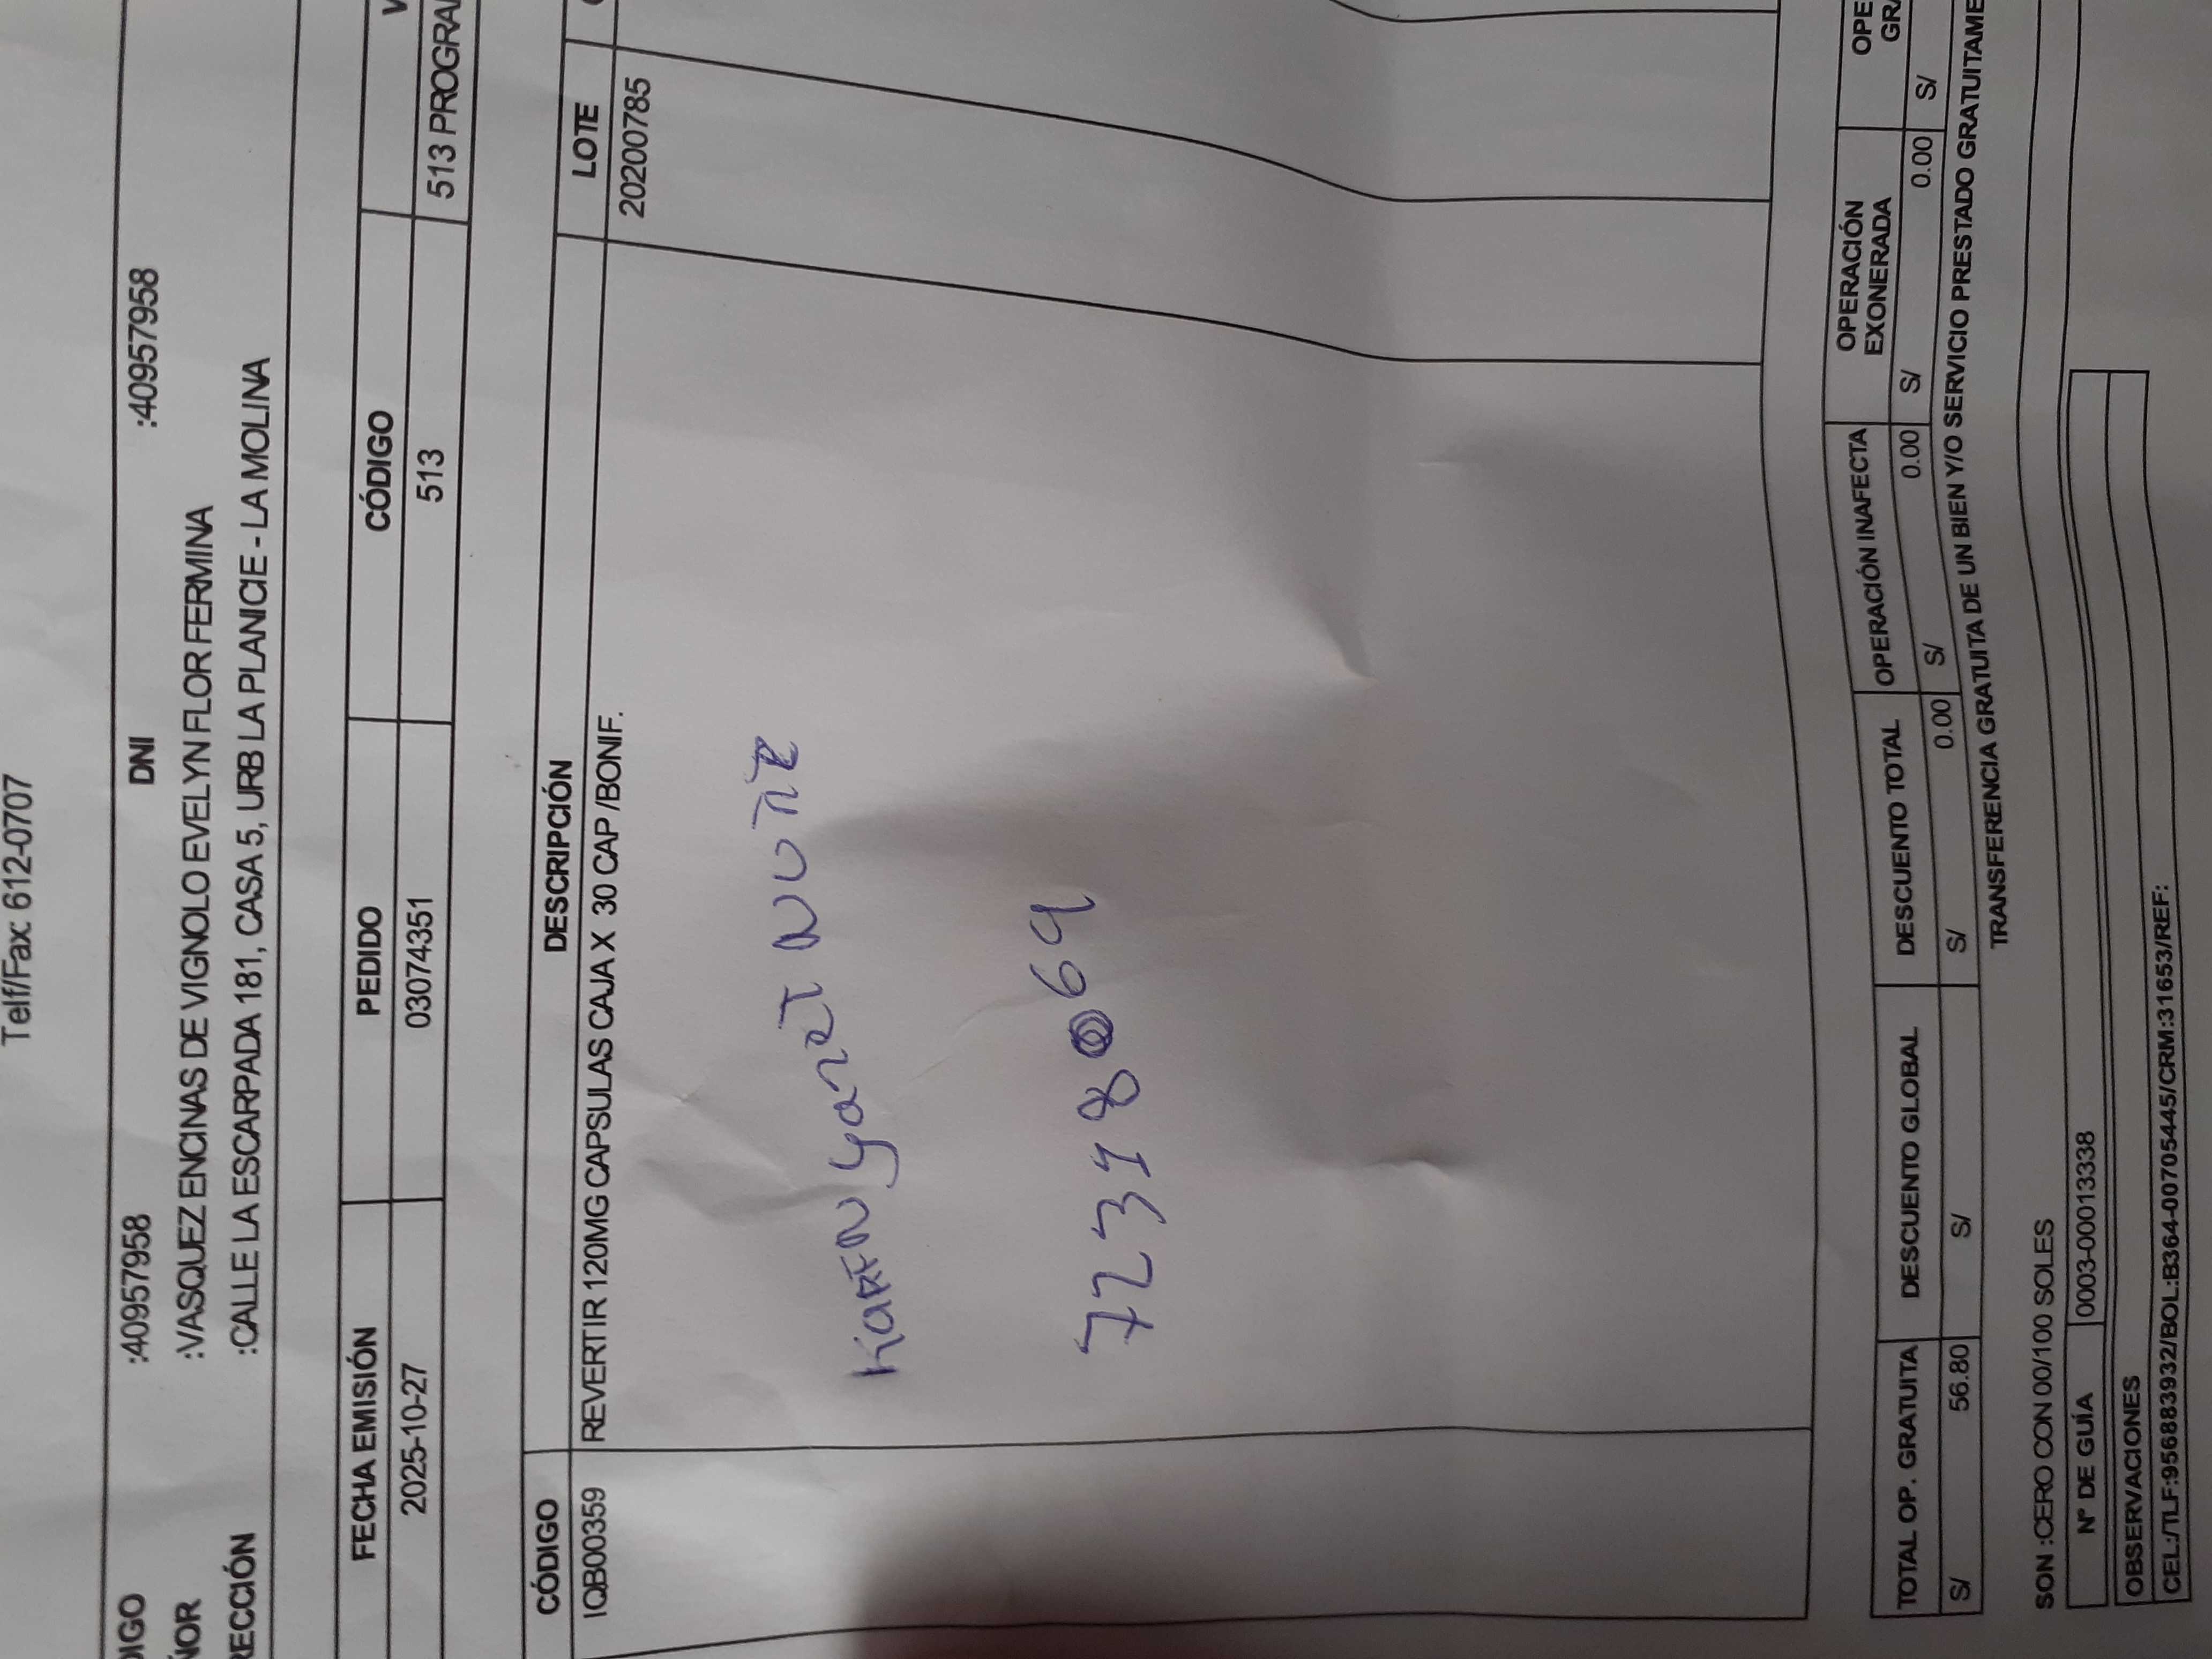 Telf/Fax: 612-0707
DIGO :40957958 DNI :40957958
ÑOR :VASQUEZ ENCINAS DE VIGNOLO EVELYN FLOR FERMINA
RECCIÓN :CALLE LA ESCARPADA 181, CASA 5, URB LA PLANICIE - LA MOLINA
FECHA EMISIÓN PEDIDO CÓDIGO V
2025-10-27 03074351 513 513 PROGRA
CÓDIGO DESCRIPCIÓN LOTE
IQB00359 REVERTIR 120MG CAPSULAS CAJA X 30 CAP /BONIF. 20200785
KAREN Yanet
69
TOTAL OP. GRATUITA DESCUENTO GLOBAL DESCUENTO TOTAL OPERACIÓN INAFECTA OPERACIÓN EXONERADA OPE GRA
S/ 56.80 S/ S/ 0.00 S/ 0.00 S/ 0.00 S/
TRANSFERENCIA GRATUITA DE UN BIEN Y/O SERVICIO PRESTADO GRATUITAME
SON :CERO CON 00/100 SOLES
N° DE GUÍA 0003-00013338
OBSERVACIONES
CEL:/TLF:956883932/BOL:B364-00705445/CRM:31653/REF: